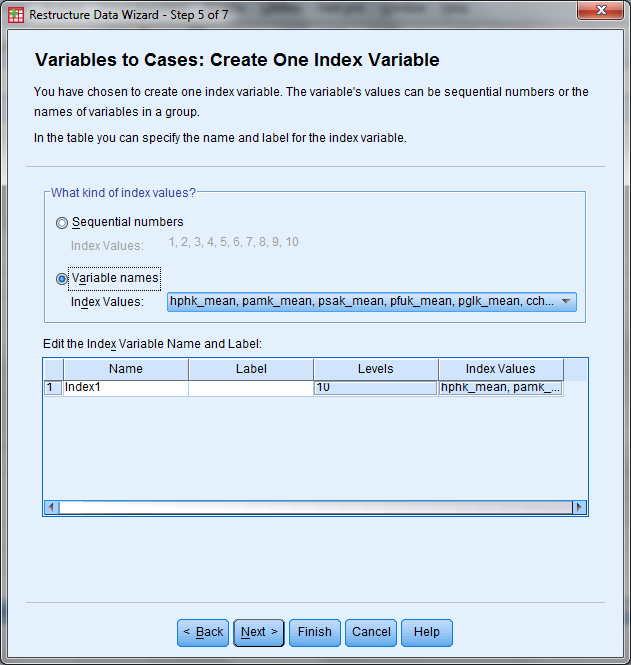 Restructure Data Wizard - Step 5 of 7
Variables to Cases: Create One Index Variable
You have chosen to create one index variable. The variable's values can be sequential numbers or the
names of variables in a group.
In the table you can specify the name and label for the index variable.
What kind of index values?
Sequential numbers
Index Values: 1, 2, 3, 4, 5, 6, 7, 8, 9, 10
Variable names
Index Values: hphk_mean, pamk_mean, psak_mean, pfuk_mean, pglk_mean, cch...
Edit the Index Variable Name and Label:
Name Label Levels Index Values
1 Index1 10 hphk_mean, pamk_...
< Back Next > Finish Cancel Help